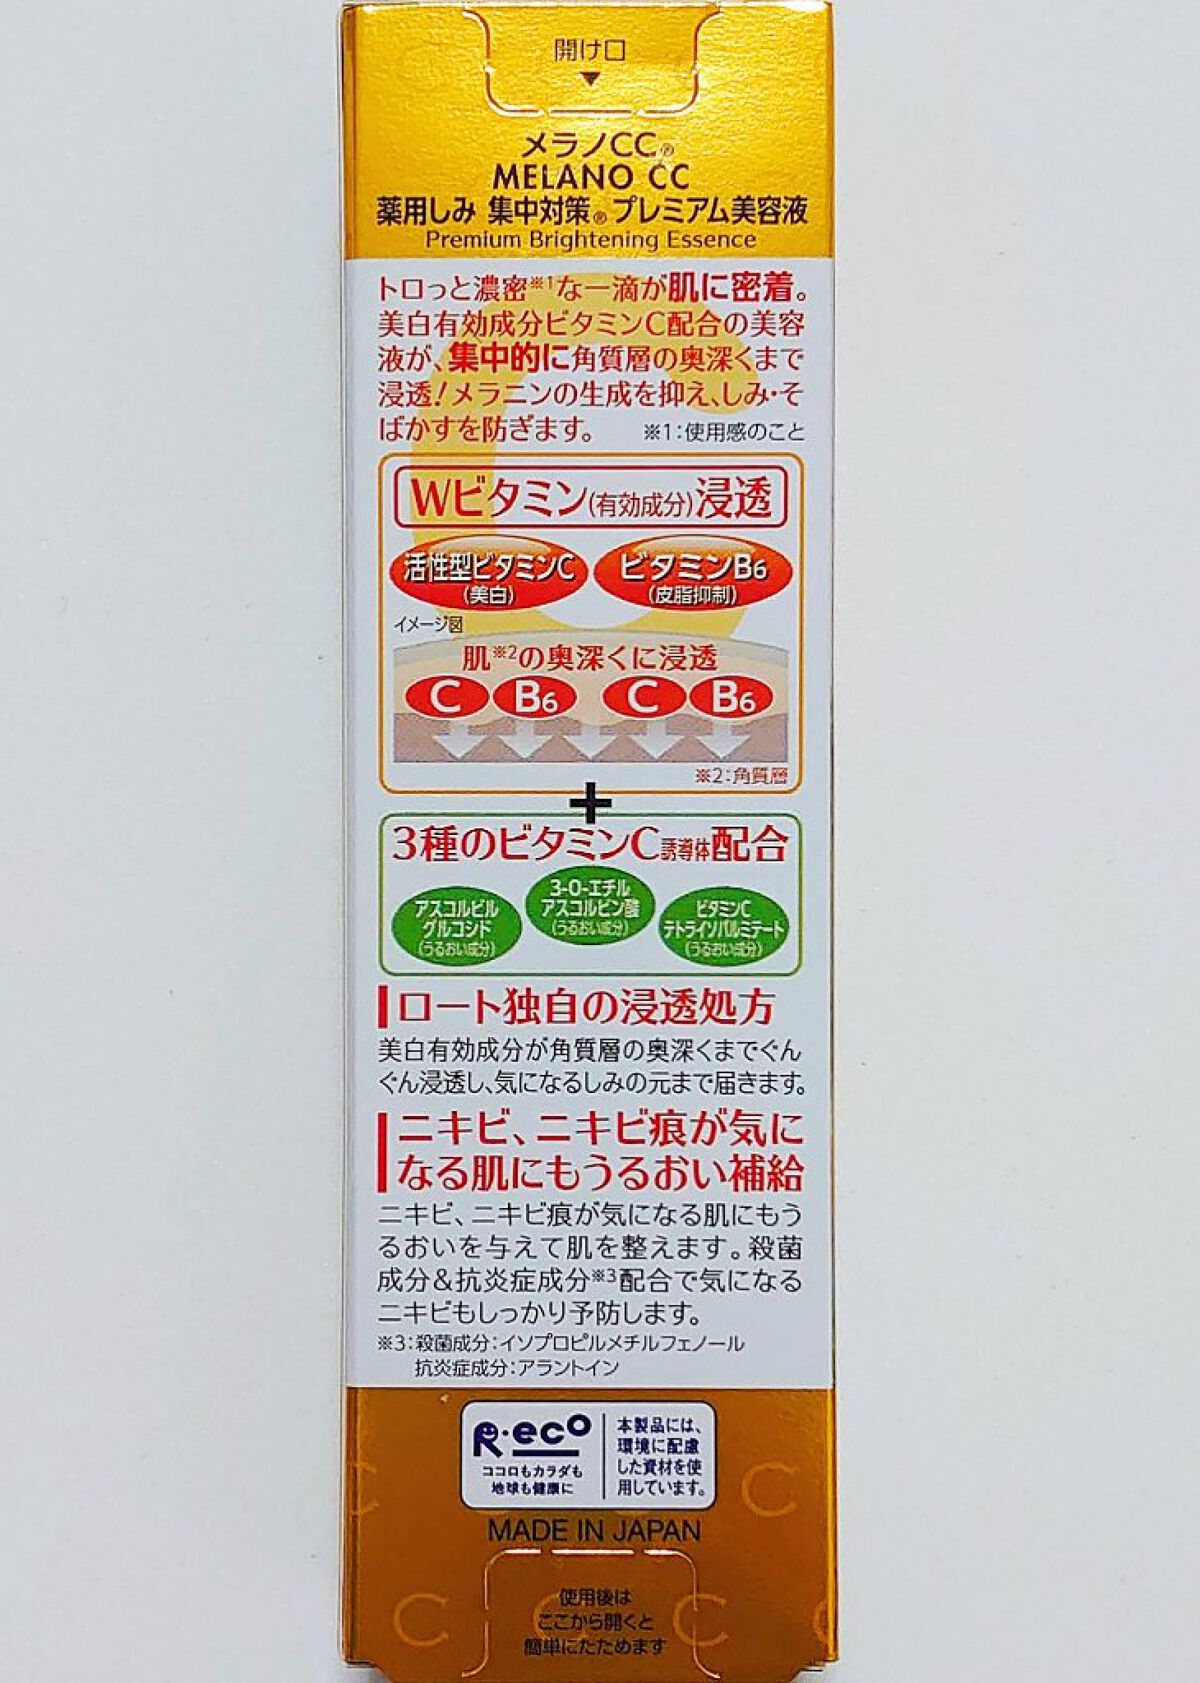 開け口
▼
メラノCC®
MELANO CC
薬用しみ 集中対策®プレミアム美容液
Premium Brightening Essence
トロっと濃密※1な一滴が肌に密着。
美白有効成分ビタミンC配合の美容
液が、集中的に角質層の奥深くまで
浸透!メラニンの生成を抑え、しみ・そ
ばかすを防ぎます。 ※1:使用感のこと
Wビタミン(有効成分)浸透
活性型ビタミンC
(美白)
ビタミンB6
(皮脂抑制)
イメージ図
肌※2の奥深くに浸透
C B6 C B6
※2:角質層
+
3種のビタミンC誘導体配合
アスコルビル
グルコシド
(うるおい成分)
3-O-エチル
アスコルビン酸
(うるおい成分)
ビタミンC
テトライソパルミテート
(うるおい成分)
ロート独自の浸透処方
美白有効成分が角質層の奥深くまでぐん
ぐん浸透し、気になるしみの元まで届きます。
ニキビ、ニキビ痕が気に
なる肌にもうるおい補給
ニキビ、ニキビ痕が気になる肌にもう
るおいを与えて肌を整えます。殺菌
成分&抗炎症成分※3配合で気になる
ニキビもしっかり予防します。
※3:殺菌成分:イソプロピルメチルフェノール
抗炎症成分:アラントイン
R・eco
ココロもカラダも
地球も健康に
本製品には、
環境に配慮
した資材を使
用しています。
MADE IN JAPAN
使用後は
ここから開くと
簡単にたためます